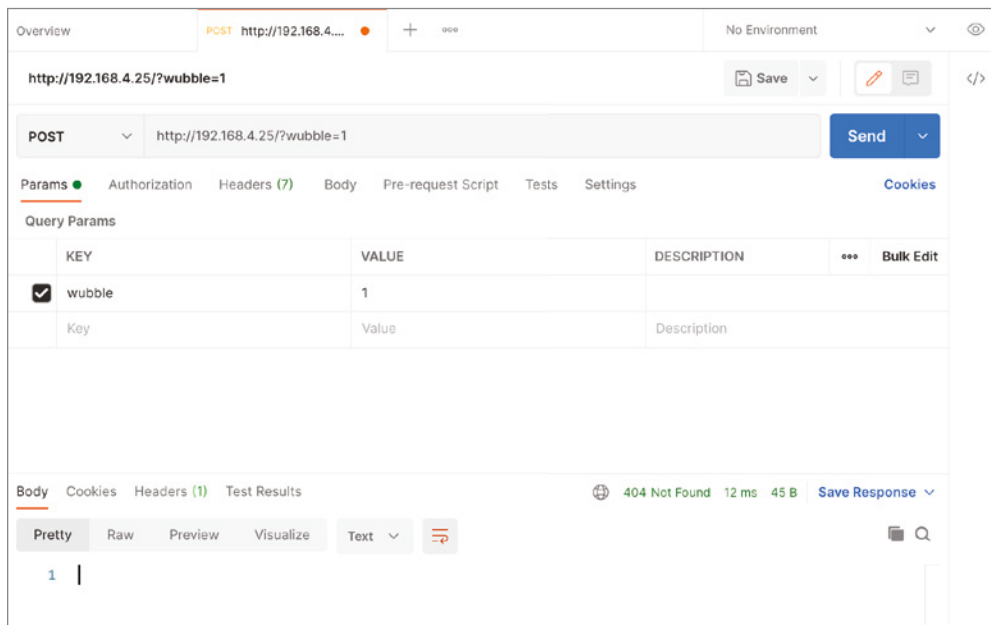 Overview POST http://192.168.4.... No Environment
http://192.168.4.25/?wubble=1 Save
POST http://192.168.4.25/?wubble=1 Send
Params Authorization Headers (7) Body Pre-request Script Tests Settings Cookies
Query Params
KEY VALUE DESCRIPTION Bulk Edit
wubble 1
Key Value Description
Body Cookies Headers (1) Test Results 404 Not Found 12 ms 45 B Save Response
Pretty Raw Preview Visualize Text
1